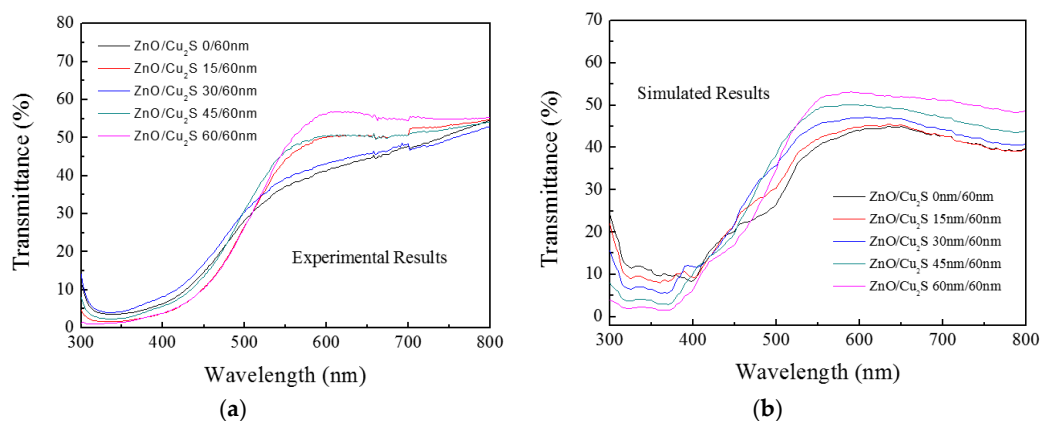 80
70
60
50
40
30
20
10
0
Transmittance (%)
ZnO/Cu₂S 0/60nm
ZnO/Cu₂S 15/60nm
ZnO/Cu₂S 30/60nm
ZnO/Cu₂S 45/60nm
ZnO/Cu₂S 60/60nm
Experimental Results
300 400 500 600 700 800
Wavelength (nm)
(a)
70
60
50
40
30
20
10
0
Transmittance (%)
Simulated Results
ZnO/Cu₂S 0nm/60nm
ZnO/Cu₂S 15nm/60nm
ZnO/Cu₂S 30nm/60nm
ZnO/Cu₂S 45nm/60nm
ZnO/Cu₂S 60nm/60nm
300 400 500 600 700 800
Wavelength (nm)
(b)